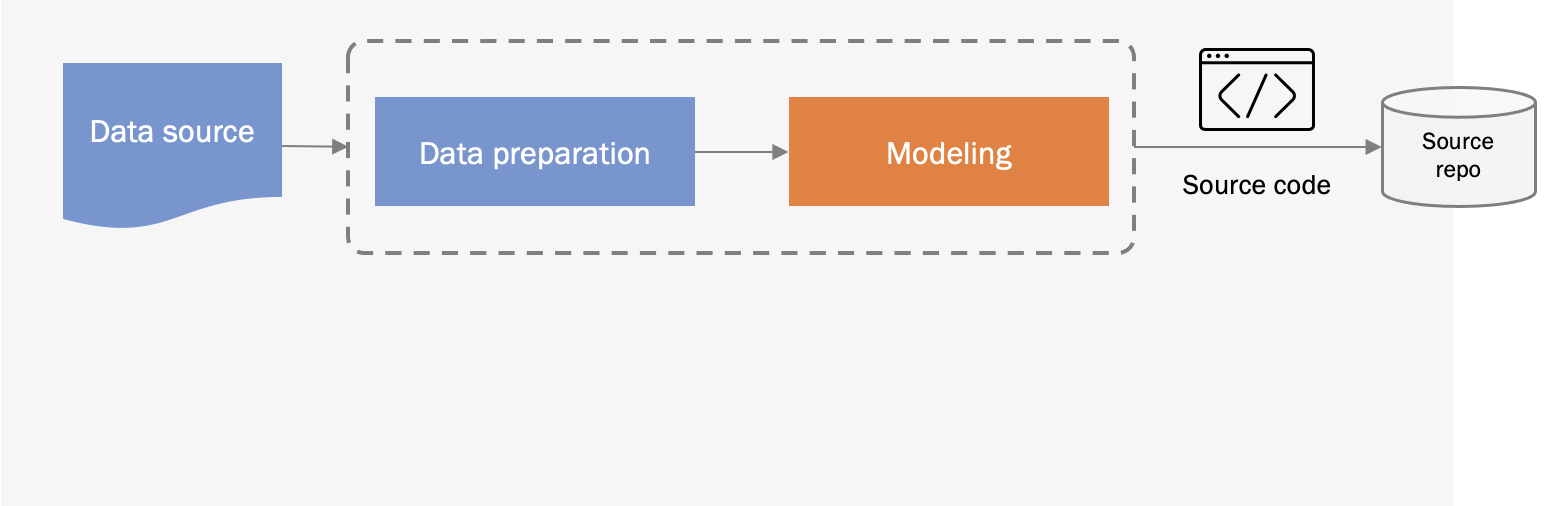 Data source
Data preparation
Modeling
Source code
Source
repo